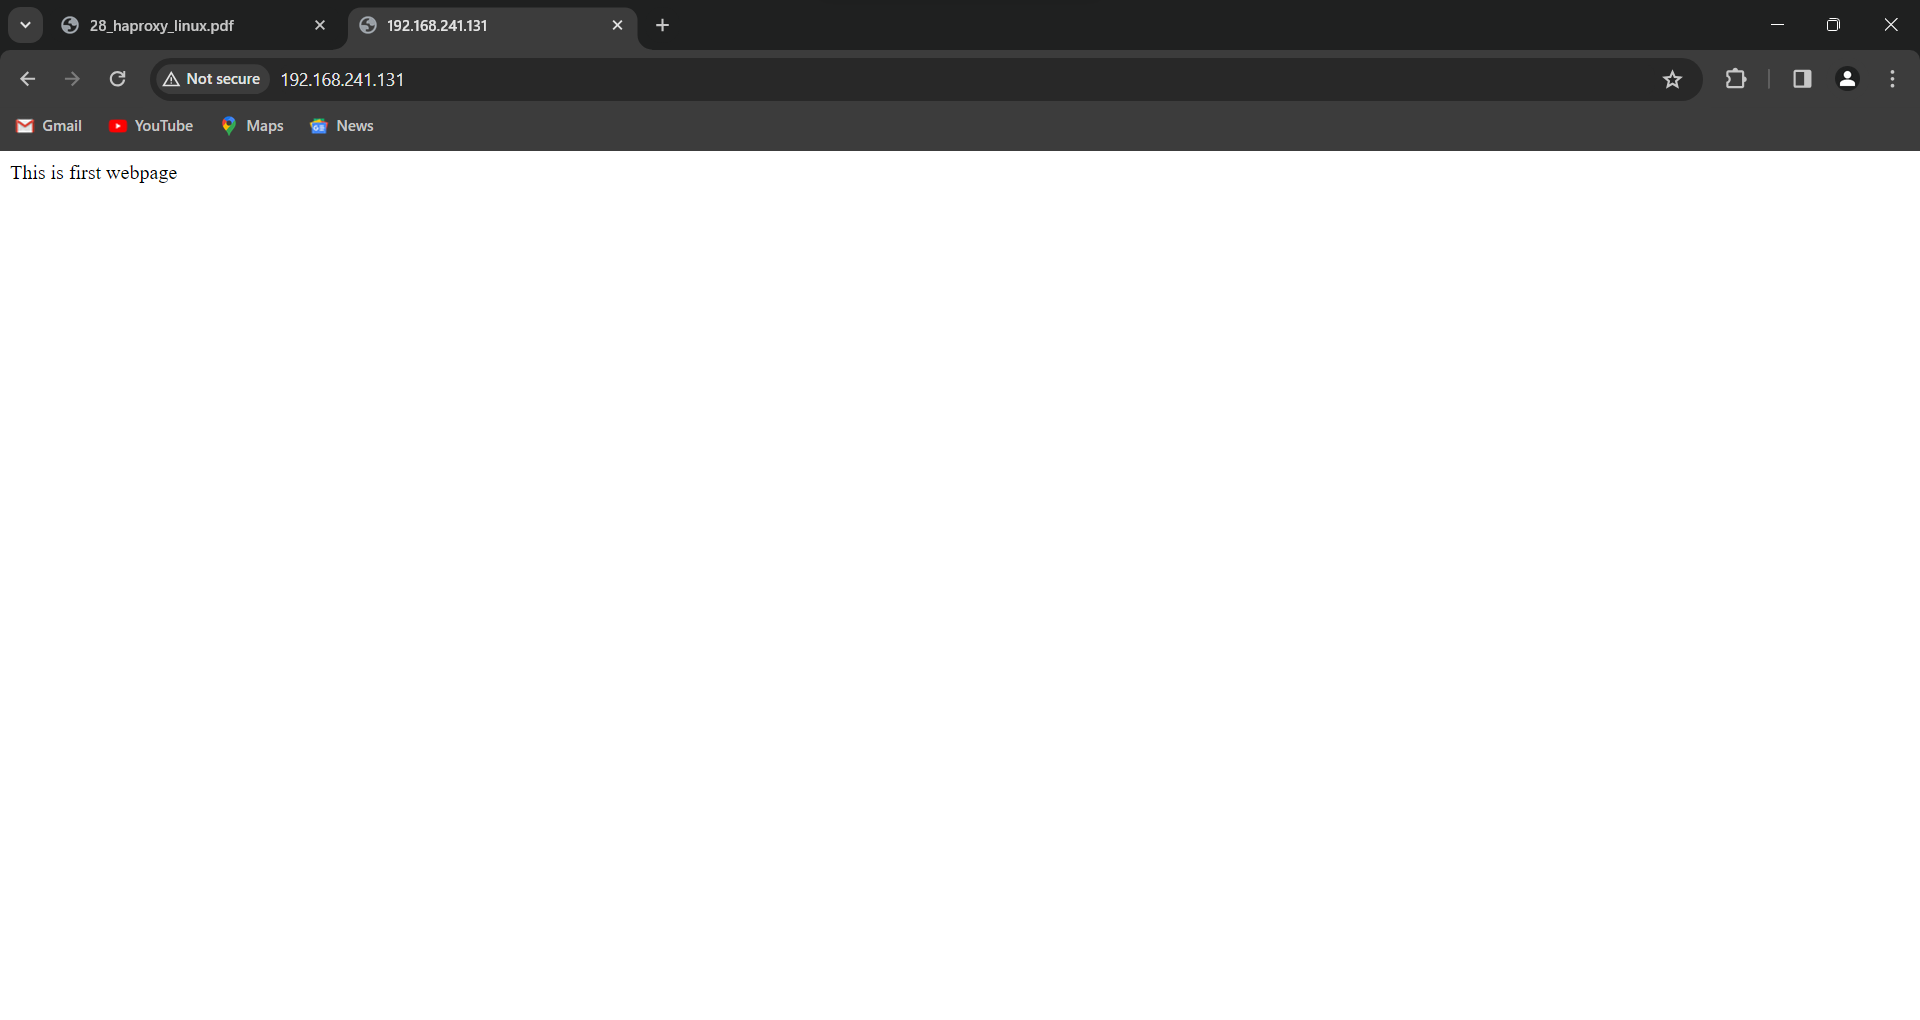 28_haproxy_linux.pdf
192.168.241.131
Not secure
192.168.241.131
Gmail
YouTube
Maps
News
This is first webpage